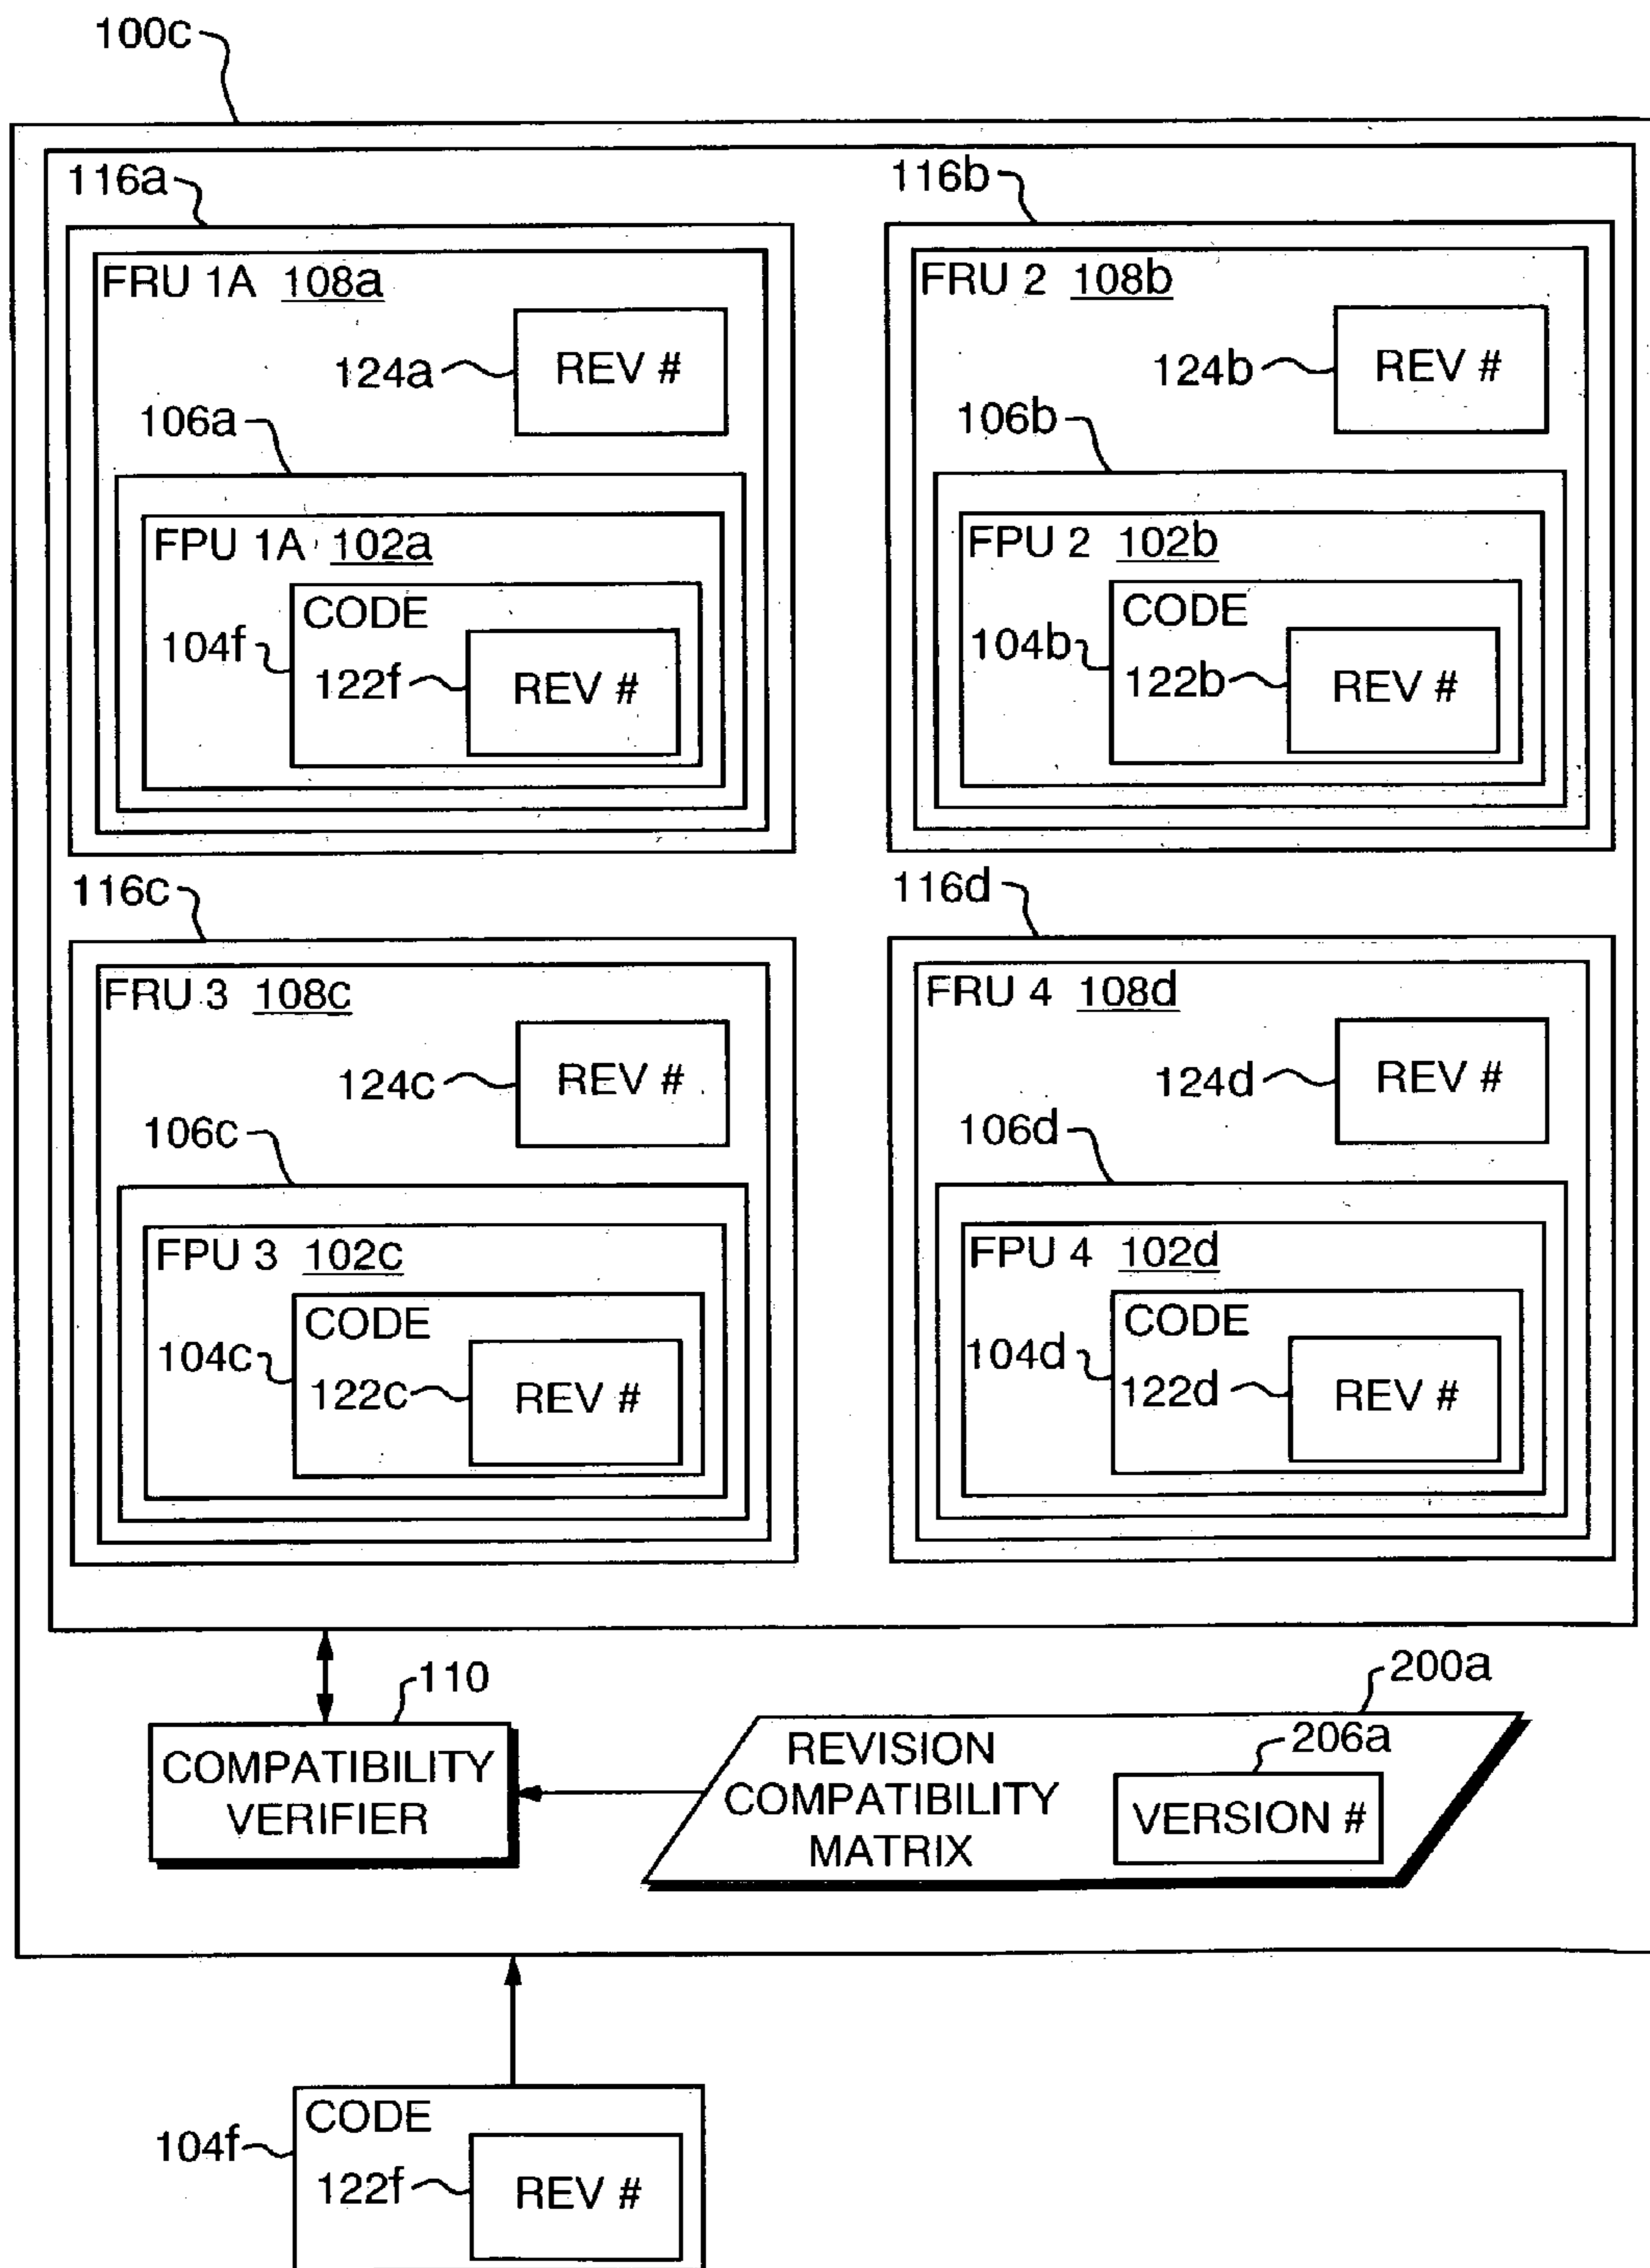 100c
116a
116b
FRU 1A 108a
FRU 2 108b
124a
REV #
124b
REV #
106a
106b
FPU 1A 102a
FPU 2 102b
CODE
CODE
104f
104b
122f
REV #
122b
REV #
116c
116d
FRU 3 108c
FRU 4 108d
124c
REV #
124d
REV #
106c
106d
FPU 3 102c
FPU 4 102d
CODE
CODE
104c
104d
122c
REV #
122d
REV #
110
200a
COMPATIBILITY
VERIFIER
REVISION
COMPATIBILITY
MATRIX
206a
VERSION #
CODE
104f
122f
REV #